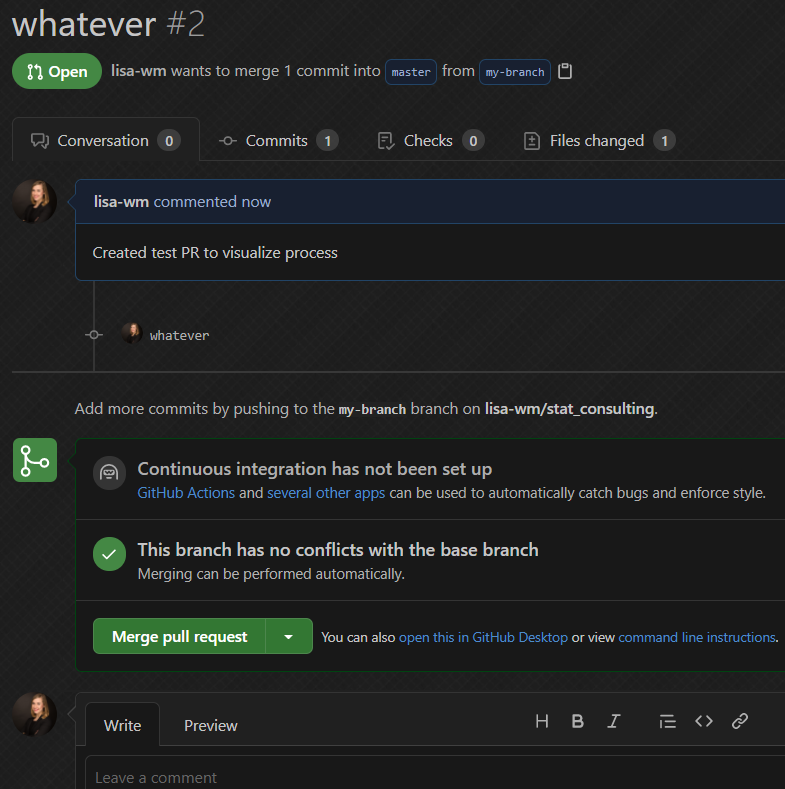 whatever #2
Open lisa-wm wants to merge 1 commit into master from my-branch
Conversation 0 Commits 1 Checks 0 Files changed 1
lisa-wm commented now
Created test PR to visualize process
whatever
Add more commits by pushing to the my-branch branch on lisa-wm/stat_consulting.
Continuous integration has not been set up
GitHub Actions and several other apps can be used to automatically catch bugs and enforce style.
This branch has no conflicts with the base branch
Merging can be performed automatically.
Merge pull request You can also open this in GitHub Desktop or view command line instructions.
Write Preview H B I
Leave a comment